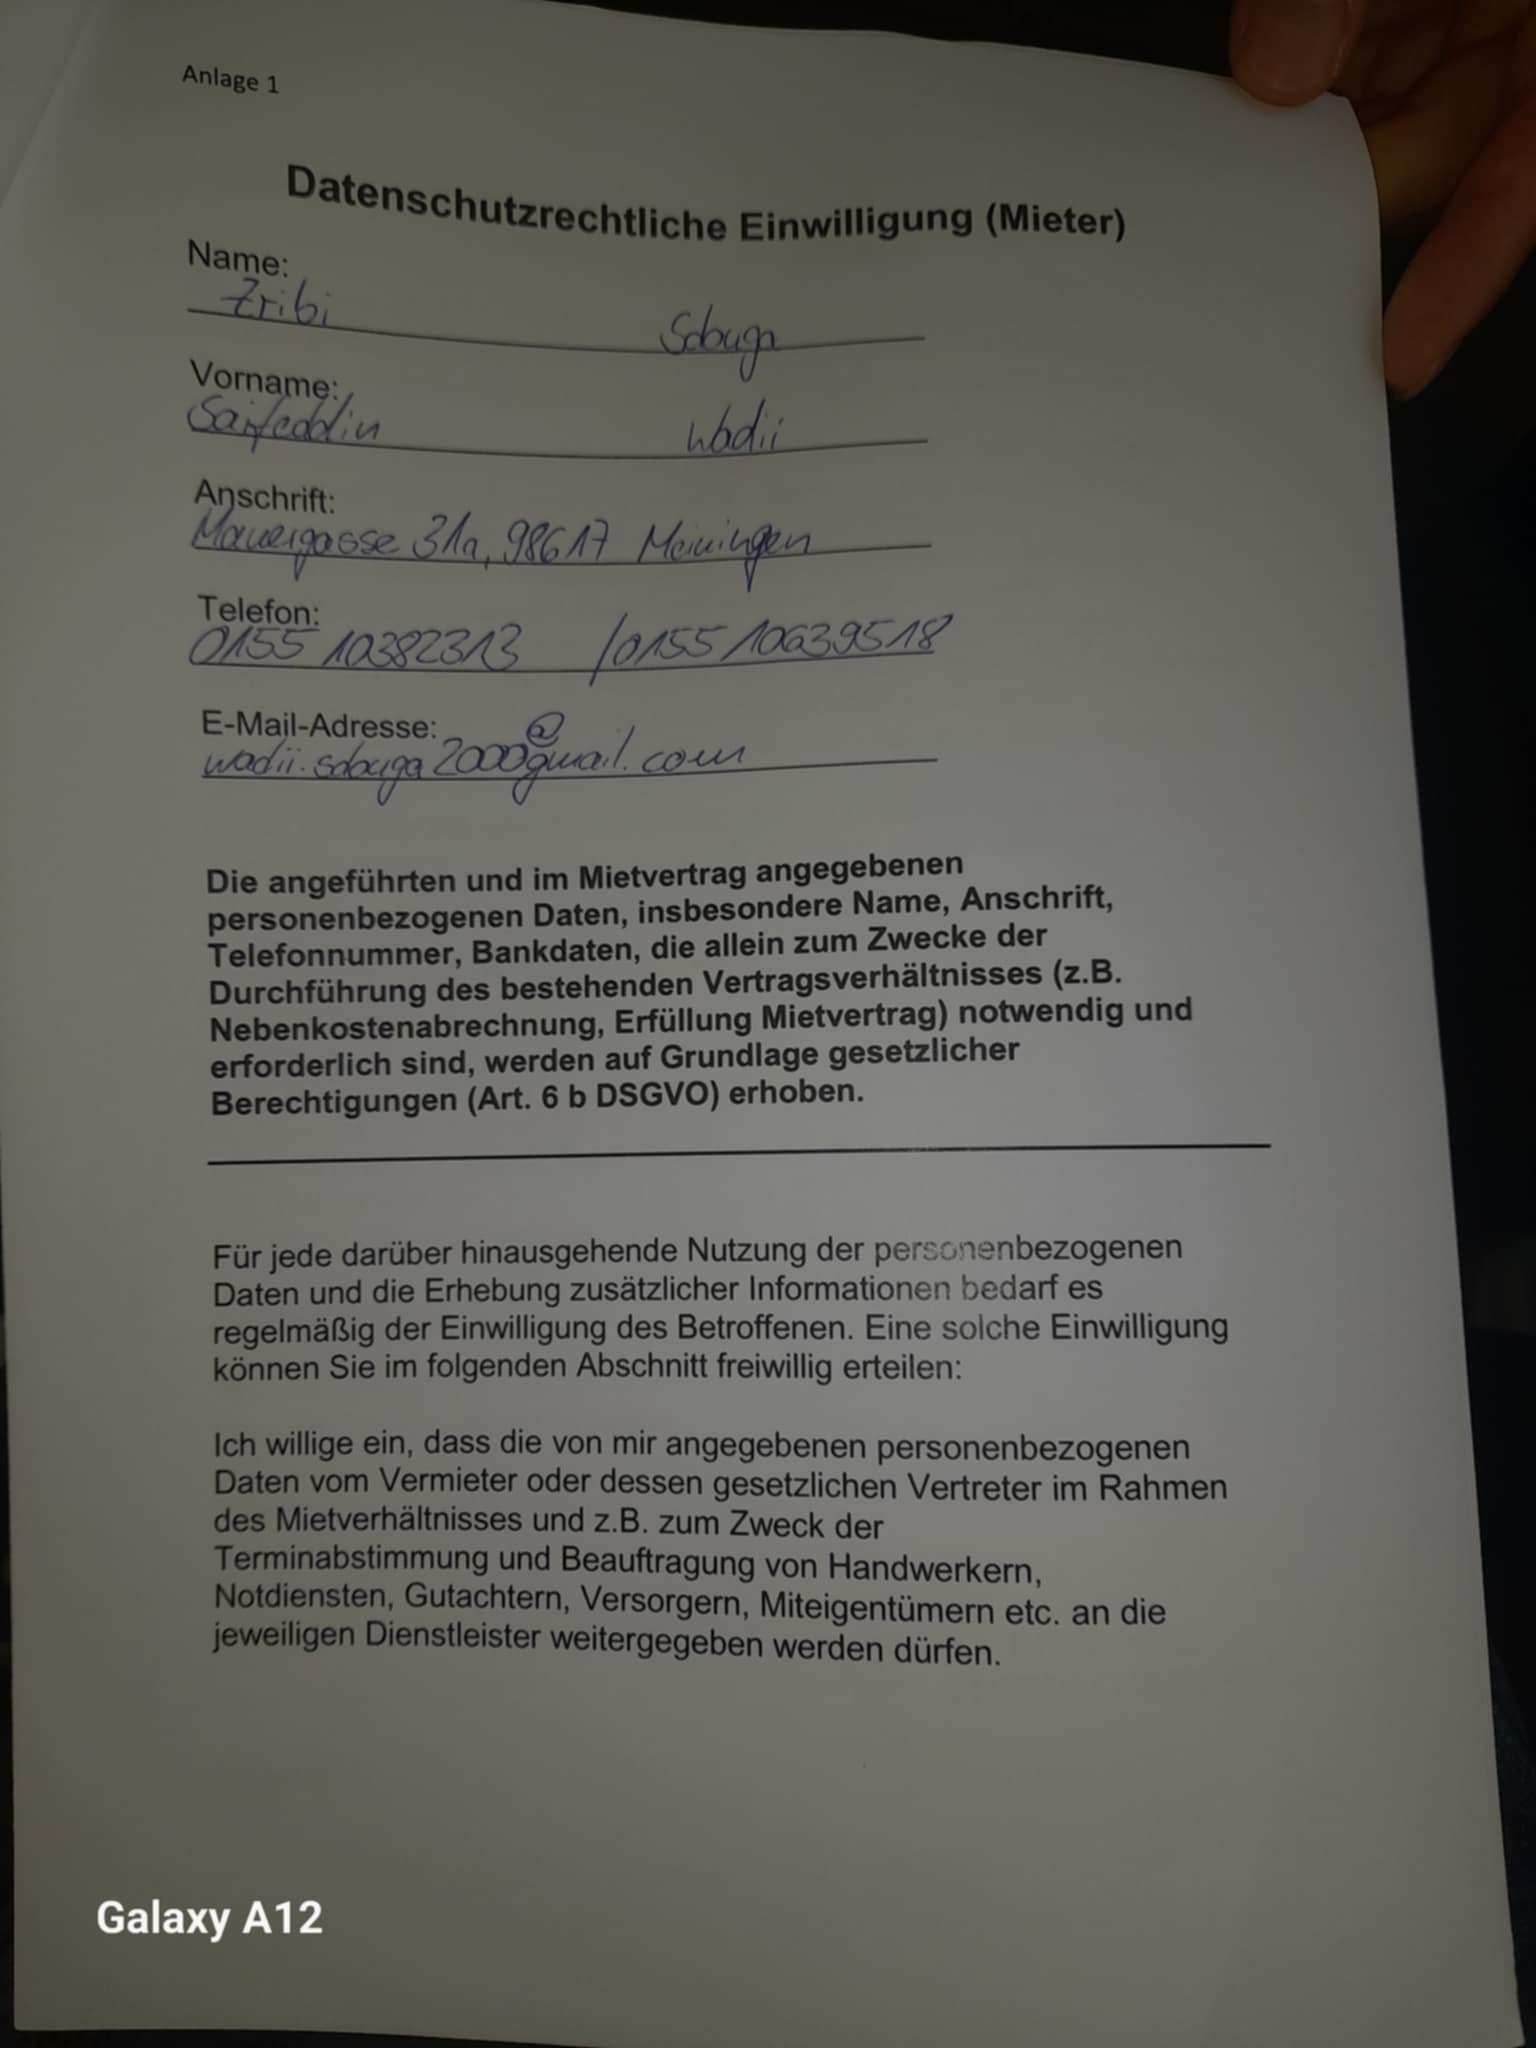 Anlage 1
Datenschutzrechtliche Einwilligung (Mieter)
Name:
Zribi Sabuga
Vorname:
Saifeddin Wadii
Anschrift:
Mauergasse 31a, 98617 Meiningen
Telefon:
0155 10382313 /0155 10639518
E-Mail-Adresse:
wadii.sabuga2000@gmail.com
Die angeführten und im Mietvertrag angegebenen
personenbezogenen Daten, insbesondere Name, Anschrift,
Telefonnummer, Bankdaten, die allein zum Zwecke der
Durchführung des bestehenden Vertragsverhältnisses (z.B.
Nebenkostenabrechnung, Erfüllung Mietvertrag) notwendig und
erforderlich sind, werden auf Grundlage gesetzlicher
Berechtigungen (Art. 6 b DSGVO) erhoben.
Für jede darüber hinausgehende Nutzung der personenbezogenen
Daten und die Erhebung zusätzlicher Informationen bedarf es
regelmäßig der Einwilligung des Betroffenen. Eine solche Einwilligung
können Sie im folgenden Abschnitt freiwillig erteilen:
Ich willige ein, dass die von mir angegebenen personenbezogenen
Daten vom Vermieter oder dessen gesetzlichen Vertreter im Rahmen
des Mietverhältnisses und z.B. zum Zweck der
Terminabstimmung und Beauftragung von Handwerkern,
Notdiensten, Gutachtern, Versorgern, Miteigentümern etc. an die
jeweiligen Dienstleister weitergegeben werden dürfen.
Galaxy A12